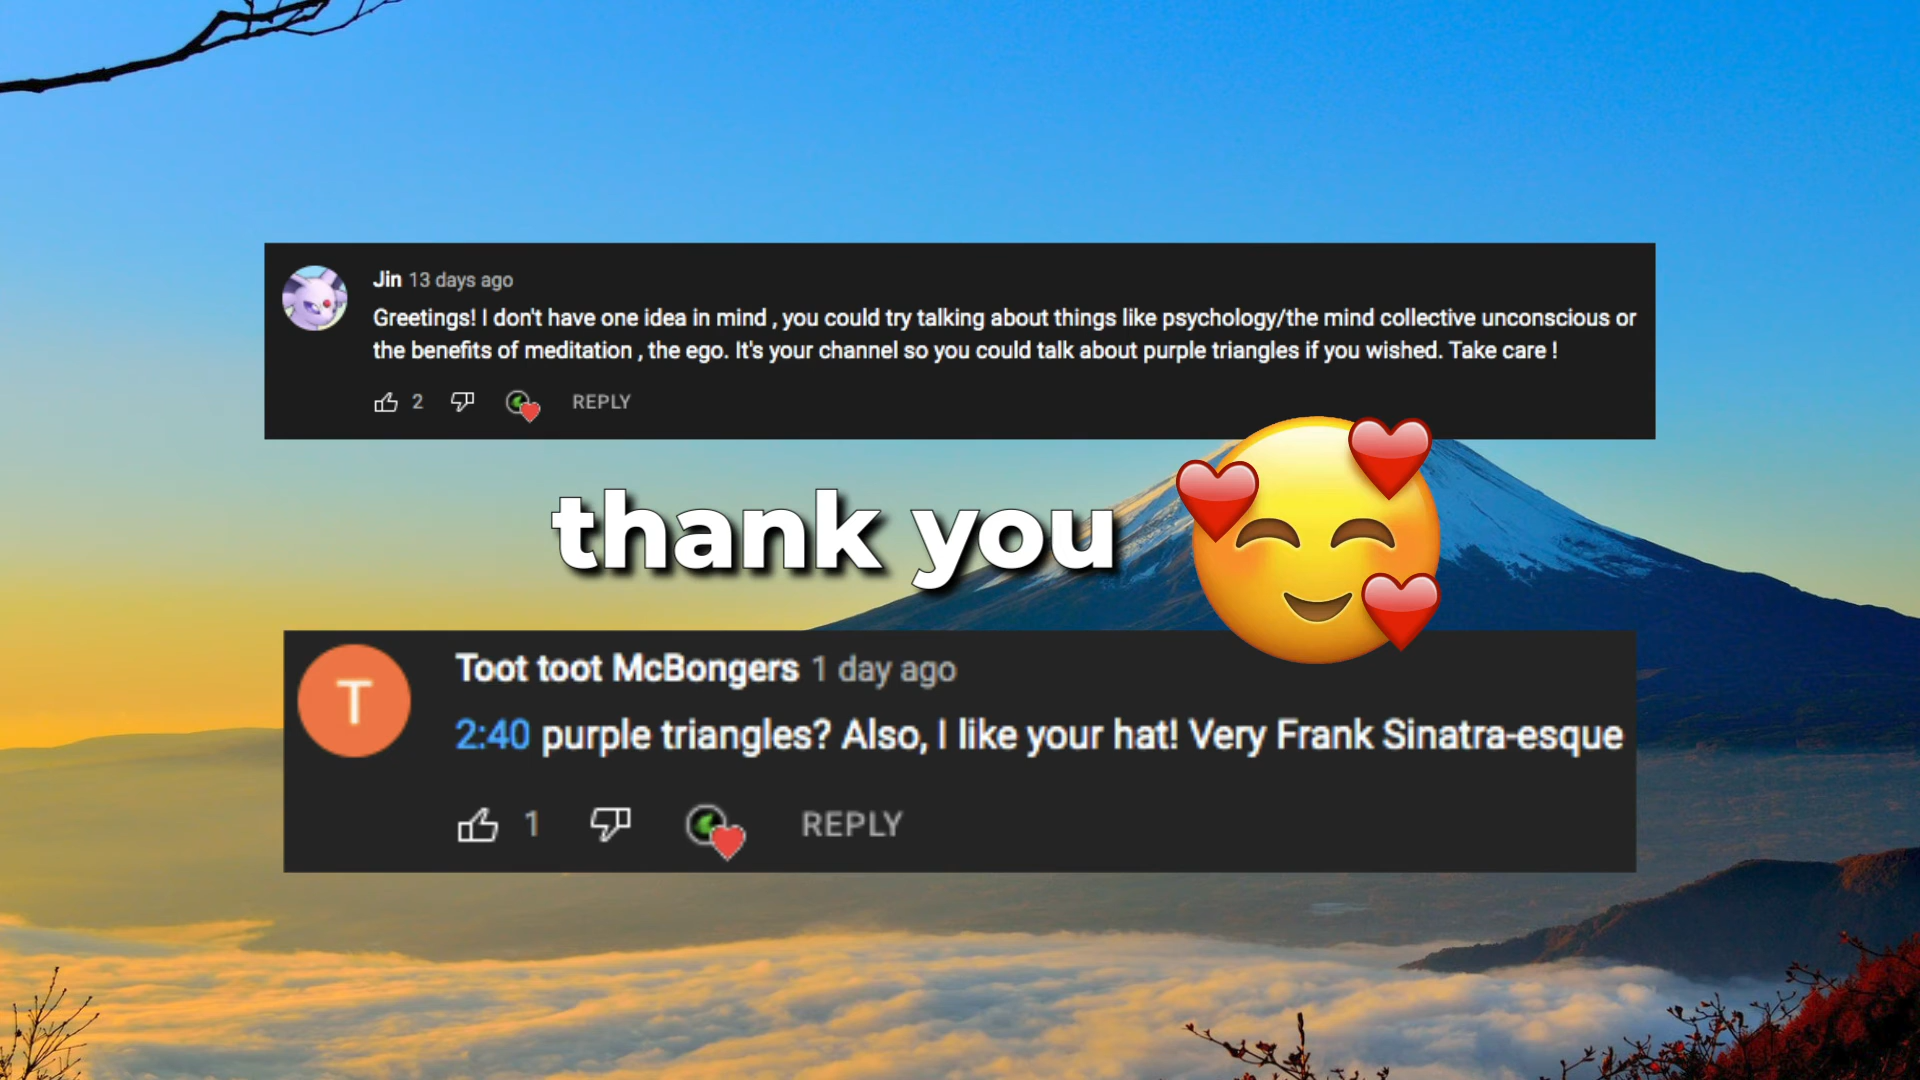 Jin 13 days ago
Greetings! I don't have one idea in mind , you could try talking about things like psychology/the mind collective unconscious or
the benefits of meditation , the ego. It's your channel so you could talk about purple triangles if you wished. Take care !
2 REPLY
thank you
T
Toot toot McBongers 1 day ago
2:40 purple triangles? Also, I like your hat! Very Frank Sinatra-esque
1 REPLY